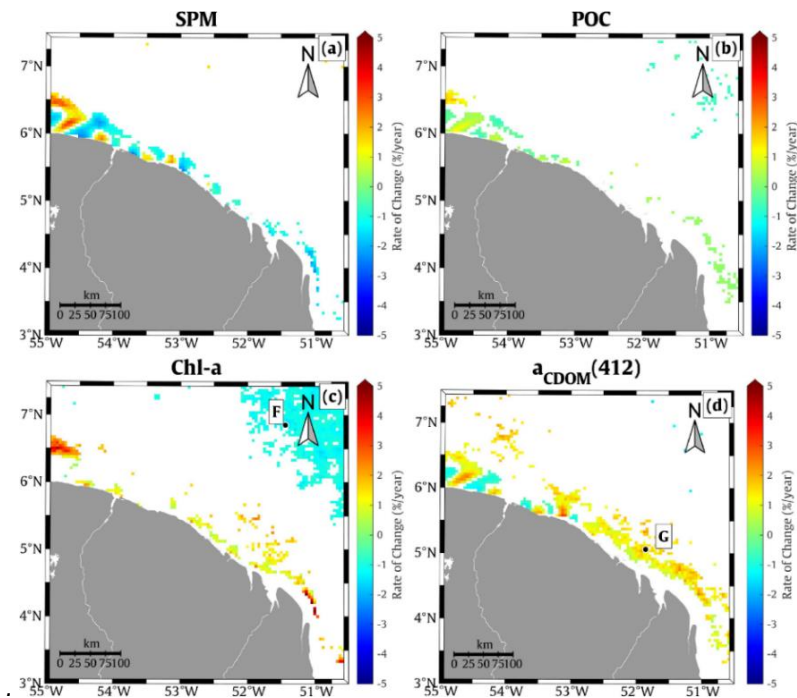 SPM
POC
(a)
N
7°N
6°N
5°N
4°N
3°N
km
0 25 50 75100
55°W 54°W 53°W 52°W 51°W
5
4
3
2
1
0
-1
-2
-3
-4
-5
Rate of Change (%/year)
(b)
N
7°N
6°N
5°N
4°N
3°N
km
0 25 50 75100
55°W 54°W 53°W 52°W 51°W
5
4
3
2
1
0
-1
-2
-3
-4
-5
Rate of Change (%/year)
Chl-a
aCDOM(412)
(c)
F
N
7°N
6°N
5°N
4°N
3°N
km
0 25 50 75100
55°W 54°W 53°W 52°W 51°W
5
4
3
2
1
0
-1
-2
-3
-4
-5
Rate of Change (%/year)
(d)
N
G
7°N
6°N
5°N
4°N
3°N
km
0 25 50 75100
55°W 54°W 53°W 52°W 51°W
5
4
3
2
1
0
-1
-2
-3
-4
-5
Rate of Change (%/year)